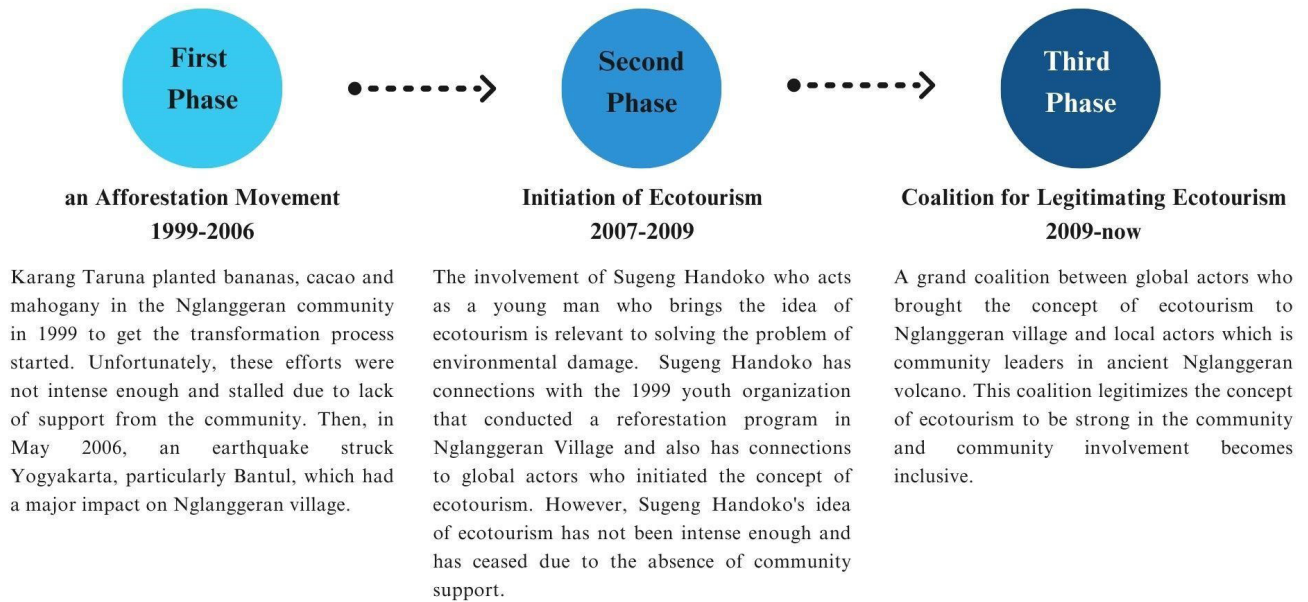 First
Phase
Second
Phase
Third
Phase
an Afforestation Movement
1999-2006
Karang Taruna planted bananas, cacao and
mahogany in the Nglanggeran community
in 1999 to get the transformation process
started. Unfortunately, these efforts were
not intense enough and stalled due to lack
of support from the community. Then, in
May 2006, an earthquake struck
Yogyakarta, particularly Bantul, which had
a major impact on Nglanggeran village.
Initiation of Ecotourism
2007-2009
The involvement of Sugeng Handoko who acts
as a young man who brings the idea of
ecotourism is relevant to solving the problem of
environmental damage. Sugeng Handoko has
connections with the 1999 youth organization
that conducted a reforestation program in
Nglanggeran Village and also has connections
to global actors who initiated the concept of
ecotourism. However, Sugeng Handoko's idea
of ecotourism has not been intense enough and
has ceased due to the absence of community
support.
Coalition for Legitimating Ecotourism
2009-now
A grand coalition between global actors who
brought the concept of ecotourism to
Nglanggeran village and local actors which is
community leaders in ancient Nglanggeran
volcano. This coalition legitimizes the concept
of ecotourism to be strong in the community
and community involvement becomes
inclusive.